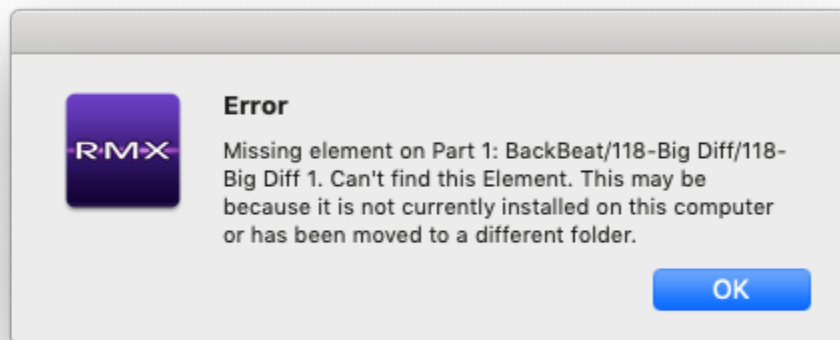 RMX
Error
Missing element on Part 1: BackBeat/118-Big Diff/118-
Big Diff 1. Can't find this Element. This may be
because it is not currently installed on this computer
or has been moved to a different folder.
OK